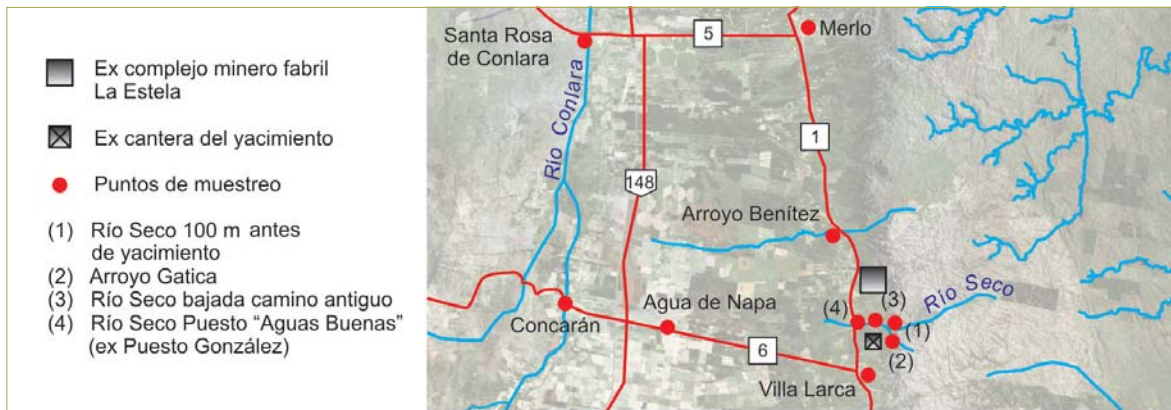 Ex complejo minero fabril
La Estela
Ex cantera del yacimiento
Puntos de muestreo
(1) Río Seco 100 m antes
de yacimiento
(2) Arroyo Gatica
(3) Río Seco bajada camino antiguo
(4) Río Seco Puesto “Aguas Buenas”
(ex Puesto González)
Santa Rosa
de Conlara
5
Merlo
Río Conlara
1
148
Arroyo Benítez
Río Seco
Agua de Napa
(4)
(3)
(1)
Concarán
6
(2)
Villa Larca